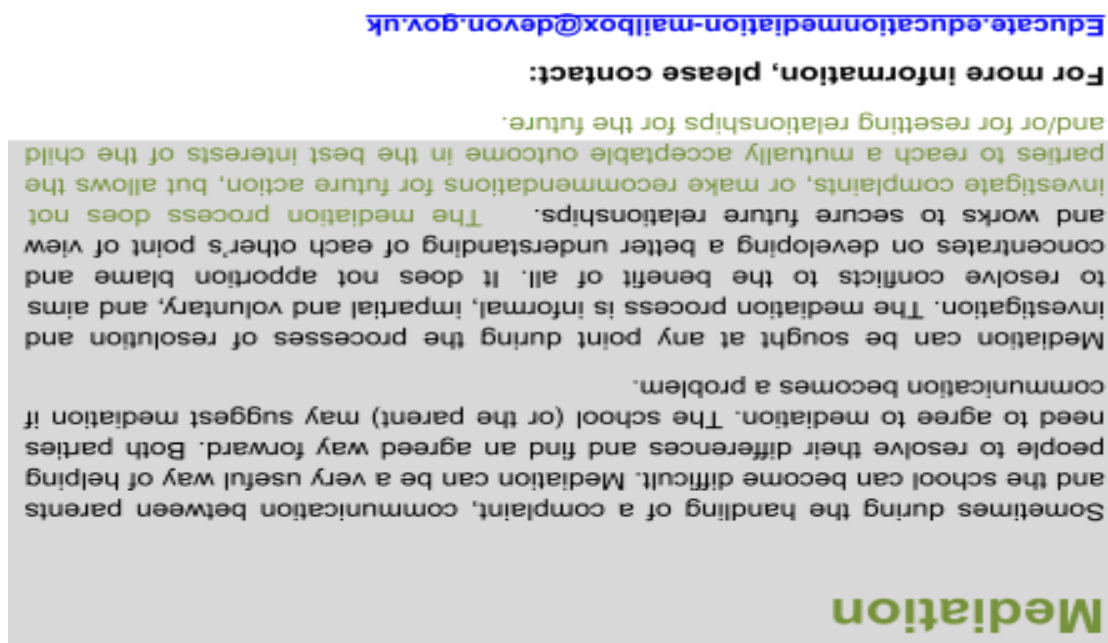 Mediation
Sometimes during the handling of a complaint, communication between parents
and the school can become difficult. Mediation can be a very useful way of helping
people to resolve their differences and find an agreed way forward. Both parties
need to agree to mediation. The school (or the parent) may suggest mediation if
communication becomes a problem.
Mediation can be sought at any point during the processes of resolution and
investigation. The mediation process is informal, impartial and voluntary, and aims
to resolve conflicts to the benefit of all. It does not apportion blame and
concentrates on developing a better understanding of each other's point of view
and works to secure future relationships. The mediation process does not
investigate complaints, or make recommendations for future action, but allows the
parties to reach a mutually acceptable outcome in the best interests of the child
and/or for resetting relationships for the future.
For more information, please contact:
Educate.educationmediation-mailbox@devon.gov.uk